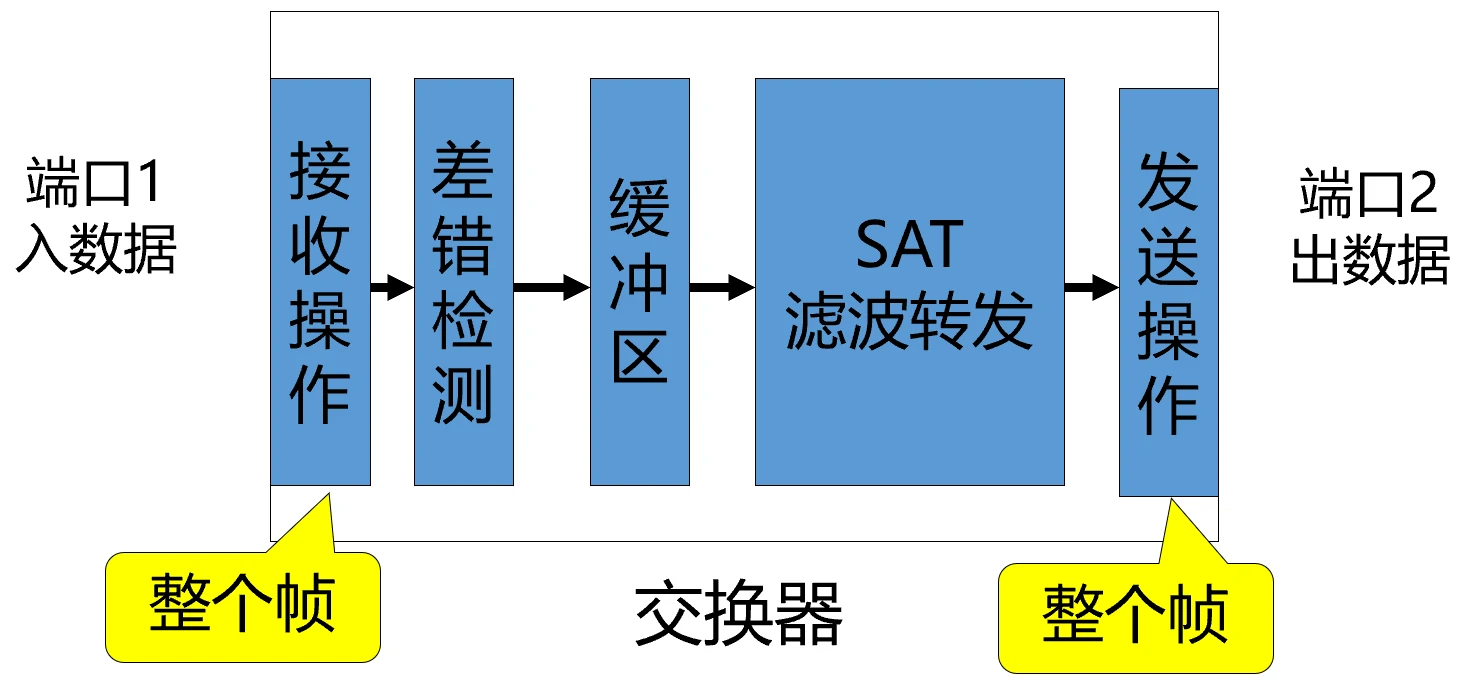 端口1
入数据
接收操作
差错检测
缓冲区
SAT
滤波转发
发送操作
端口2
出数据
整个帧
交换器
整个帧